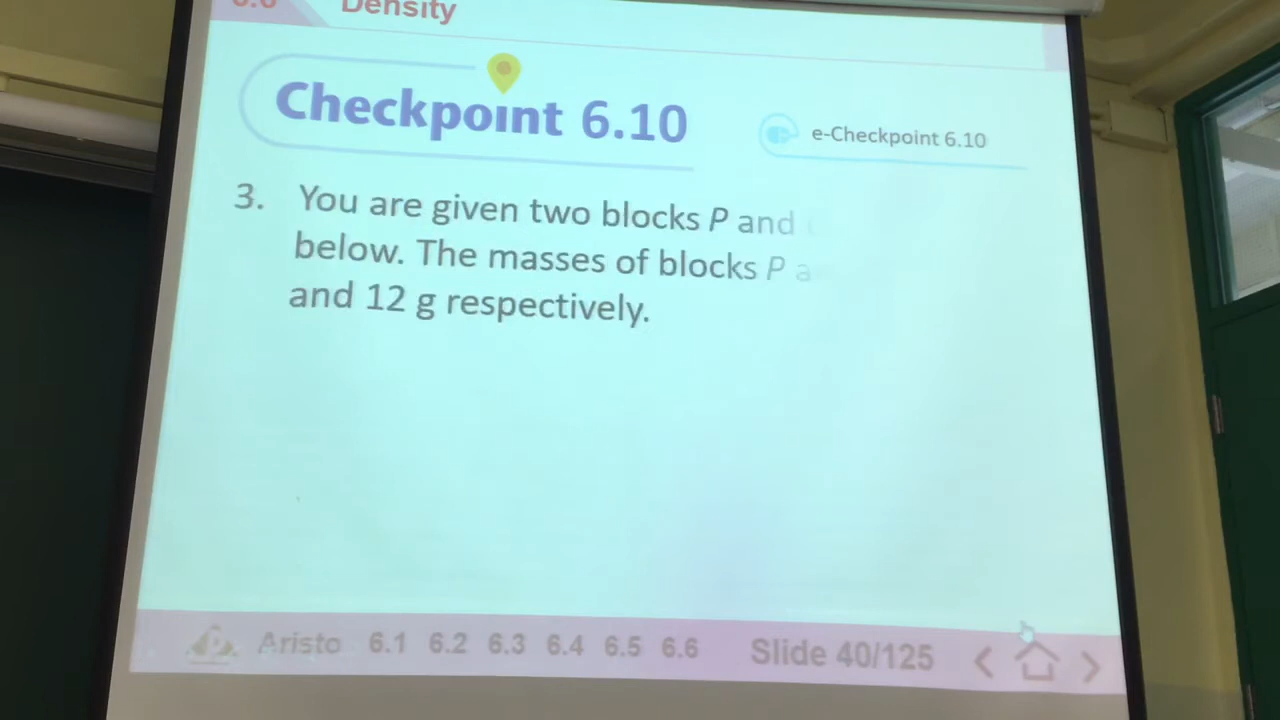 Density
Checkpoint 6.10
e-Checkpoint 6.10
3. You are given two blocks P and
below. The masses of blocks P a
and 12 g respectively.
Aristo 6.1 6.2 6.3 6.4 6.5 6.6 Slide 40/125